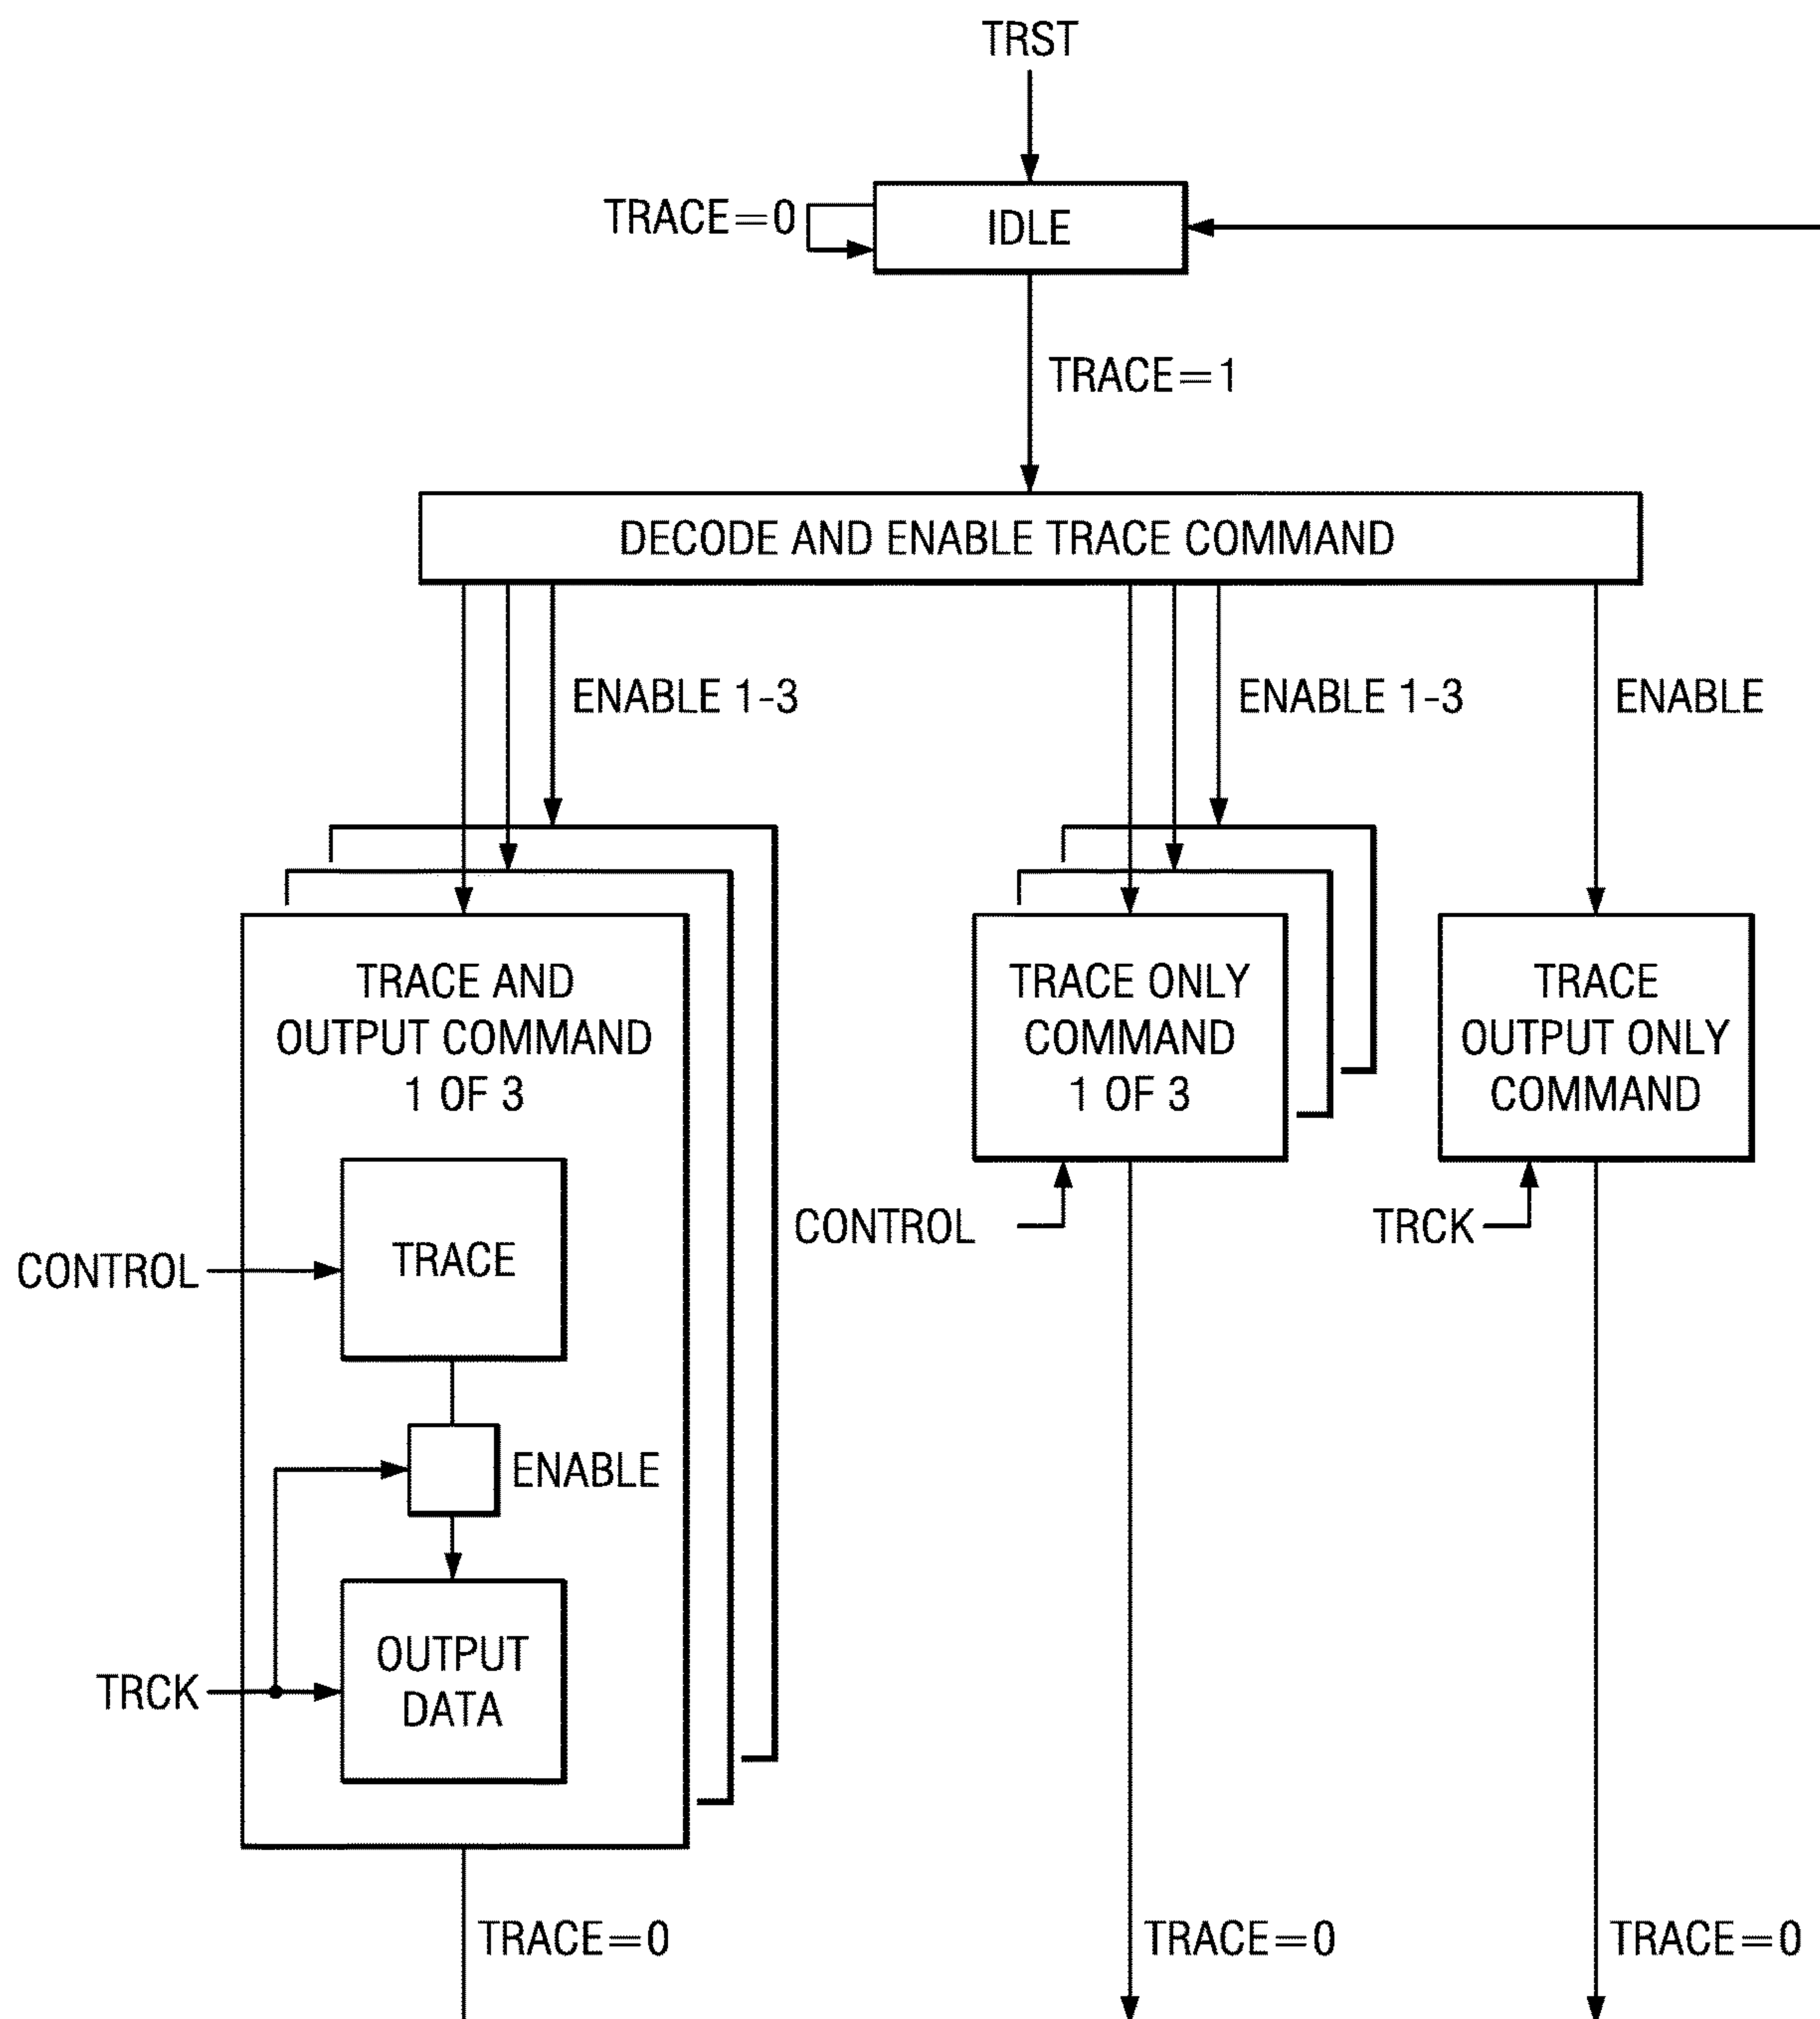 TRST
TRACE=0
IDLE
TRACE=1
DECODE AND ENABLE TRACE COMMAND
ENABLE 1-3
ENABLE 1-3
ENABLE
TRACE AND
OUTPUT COMMAND
1 OF 3
TRACE ONLY
COMMAND
1 OF 3
TRACE
OUTPUT ONLY
COMMAND
CONTROL
TRCK
CONTROL
TRACE
ENABLE
TRCK
OUTPUT
DATA
TRACE=0
TRACE=0
TRACE=0